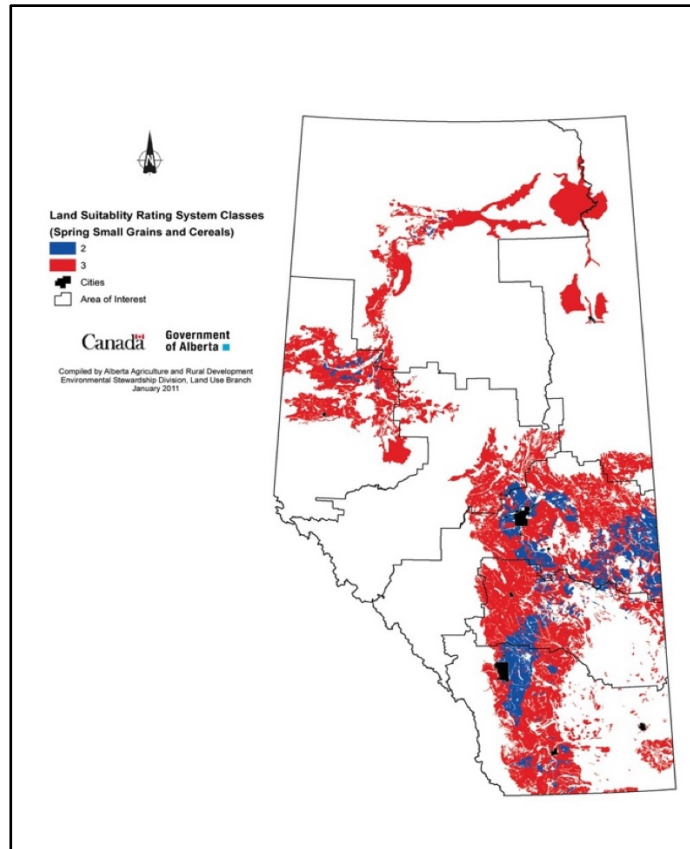 N
Land Suitablity Rating System Classes
(Spring Small Grains and Cereals)
2
3
Cities
Area of Interest
Canada
Government
of Alberta
Compiled by Alberta Agriculture and Rural Development
Environmental Stewardship Division, Land Use Branch
January 2011